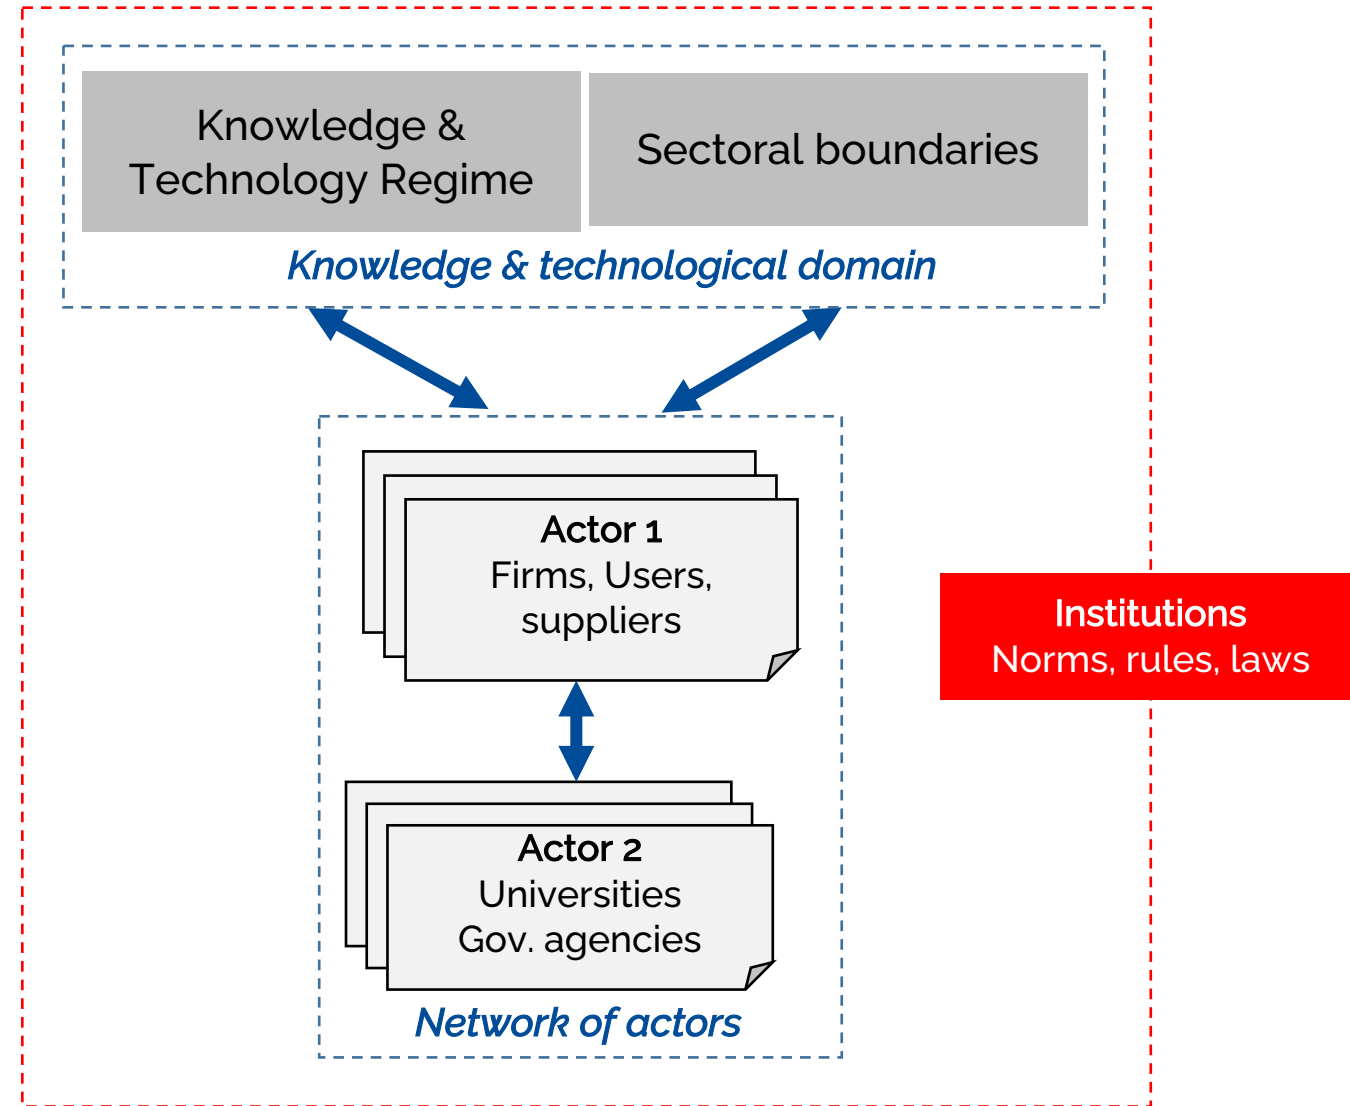 Knowledge &
Technology Regime
Sectoral boundaries
Knowledge & technological domain
Actor 1
Firms, Users,
suppliers
Institutions
Norms, rules, laws
Actor 2
Universities
Gov. agencies
Network of actors